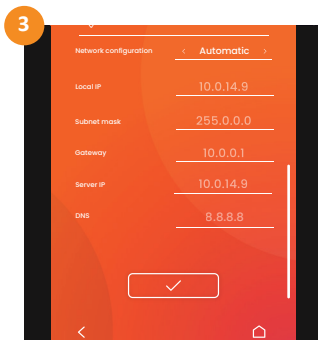 3
Network configuration < Automatic >
Local IP 10.0.14.9
Subnet mask 255.0.0.0
Gateway 10.0.0.1
Server IP 10.0.14.9
DNS 8.8.8.8